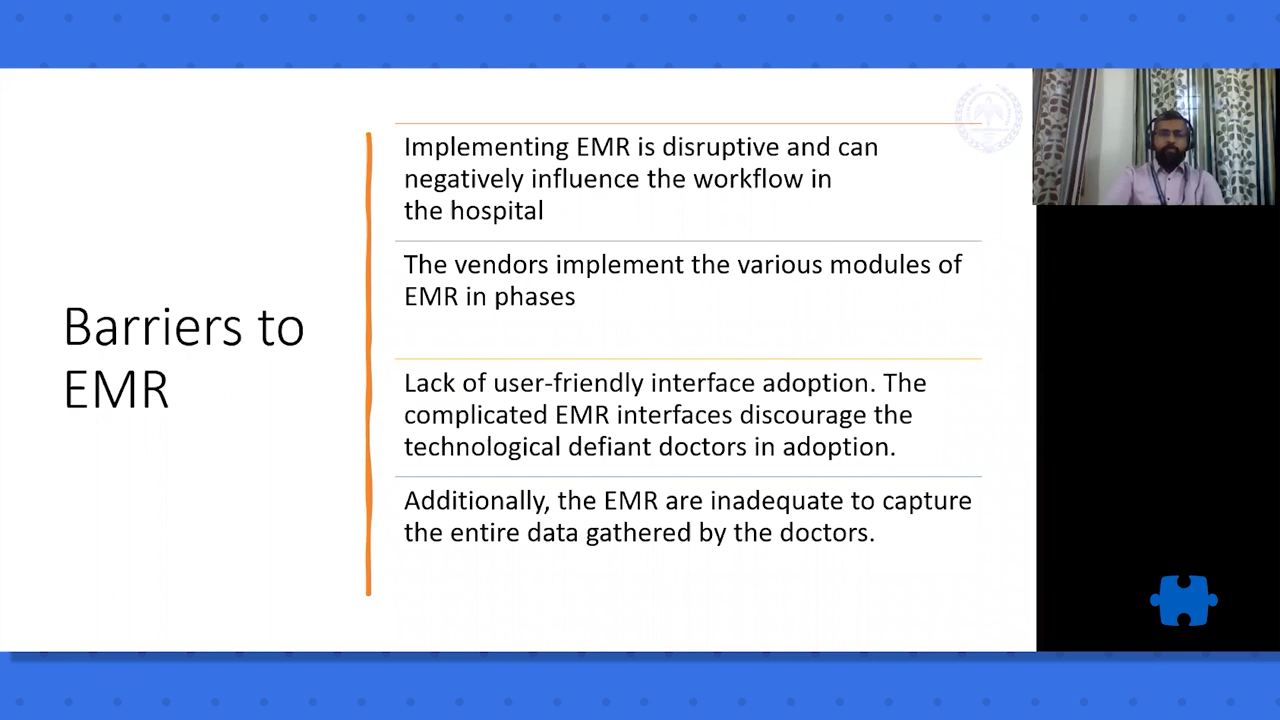 Barriers to
EMR
Implementing EMR is disruptive and can
negatively influence the workflow in
the hospital
The vendors implement the various modules of
EMR in phases
Lack of user-friendly interface adoption. The
complicated EMR interfaces discourage the
technological defiant doctors in adoption.
Additionally, the EMR are inadequate to capture
the entire data gathered by the doctors.